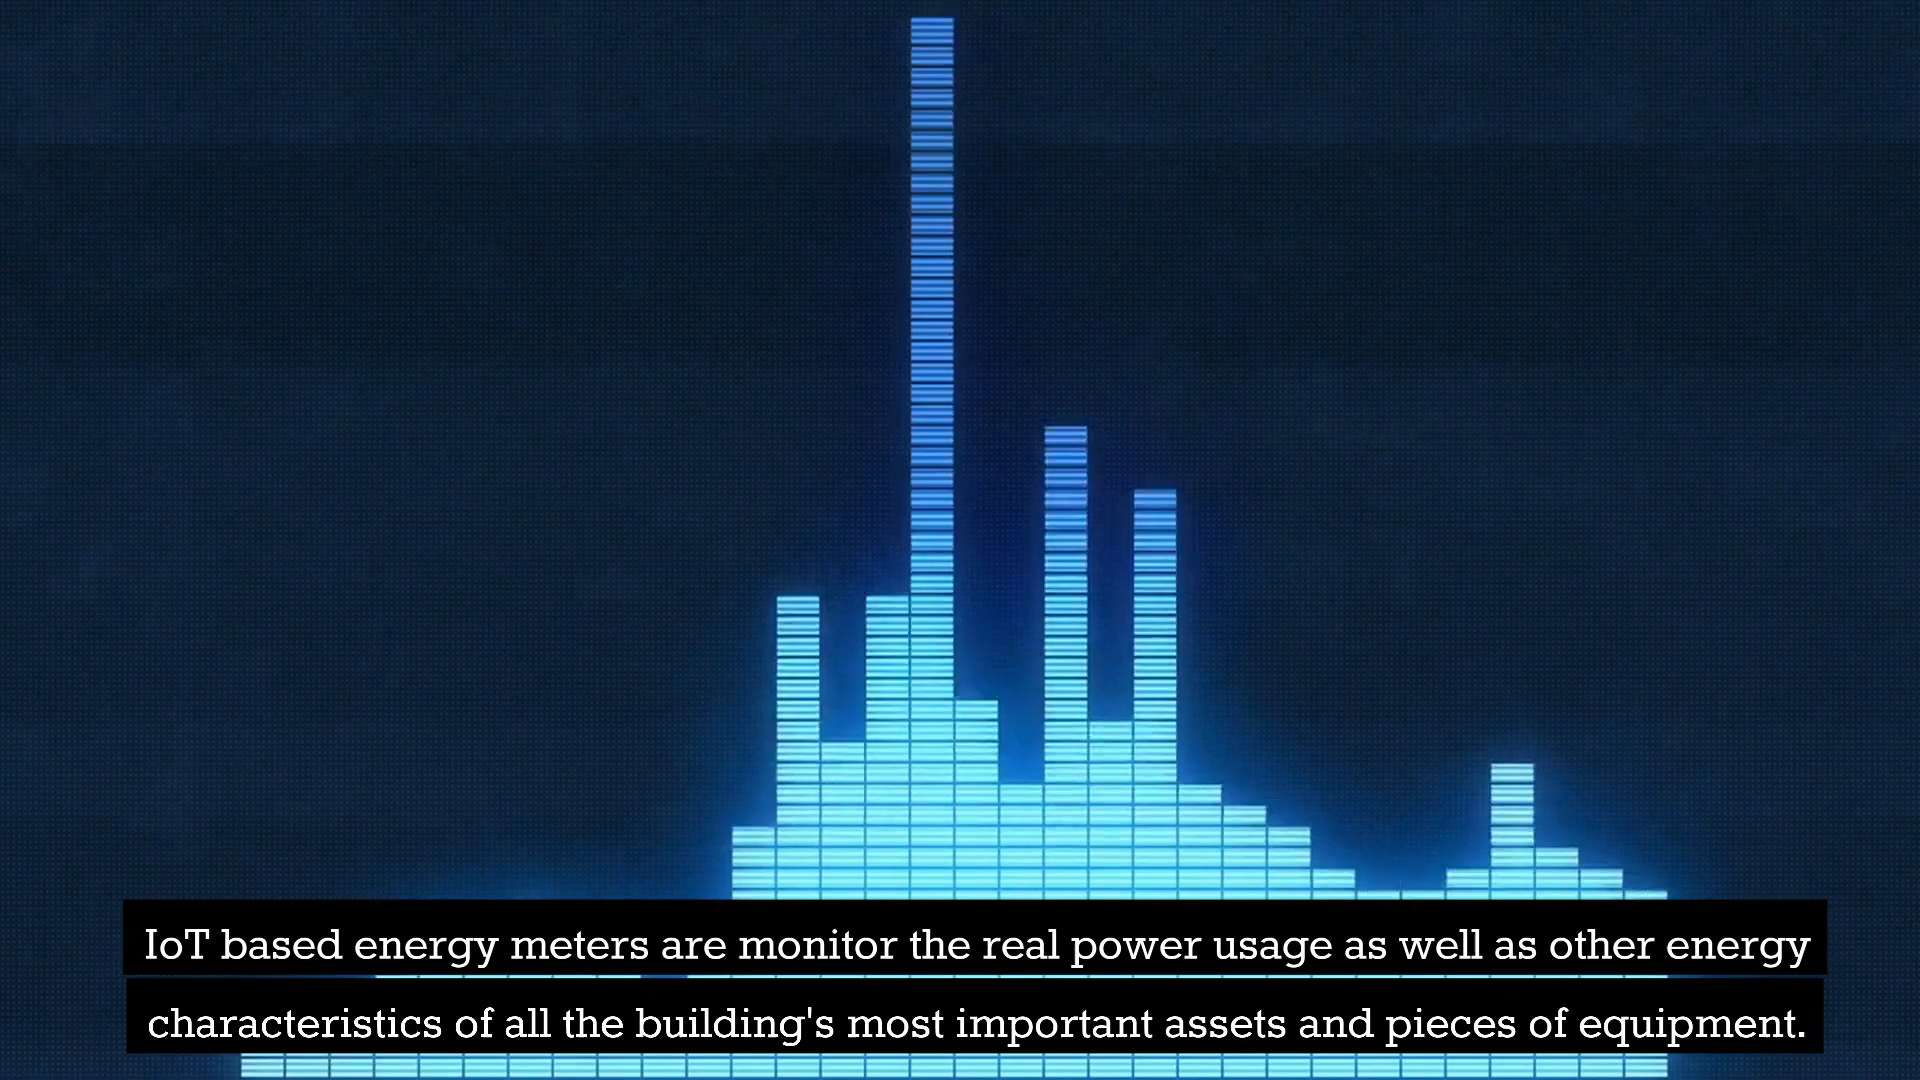 IoT based energy meters are monitor the real power usage as well as other energy
characteristics of all the building's most important assets and pieces of equipment.